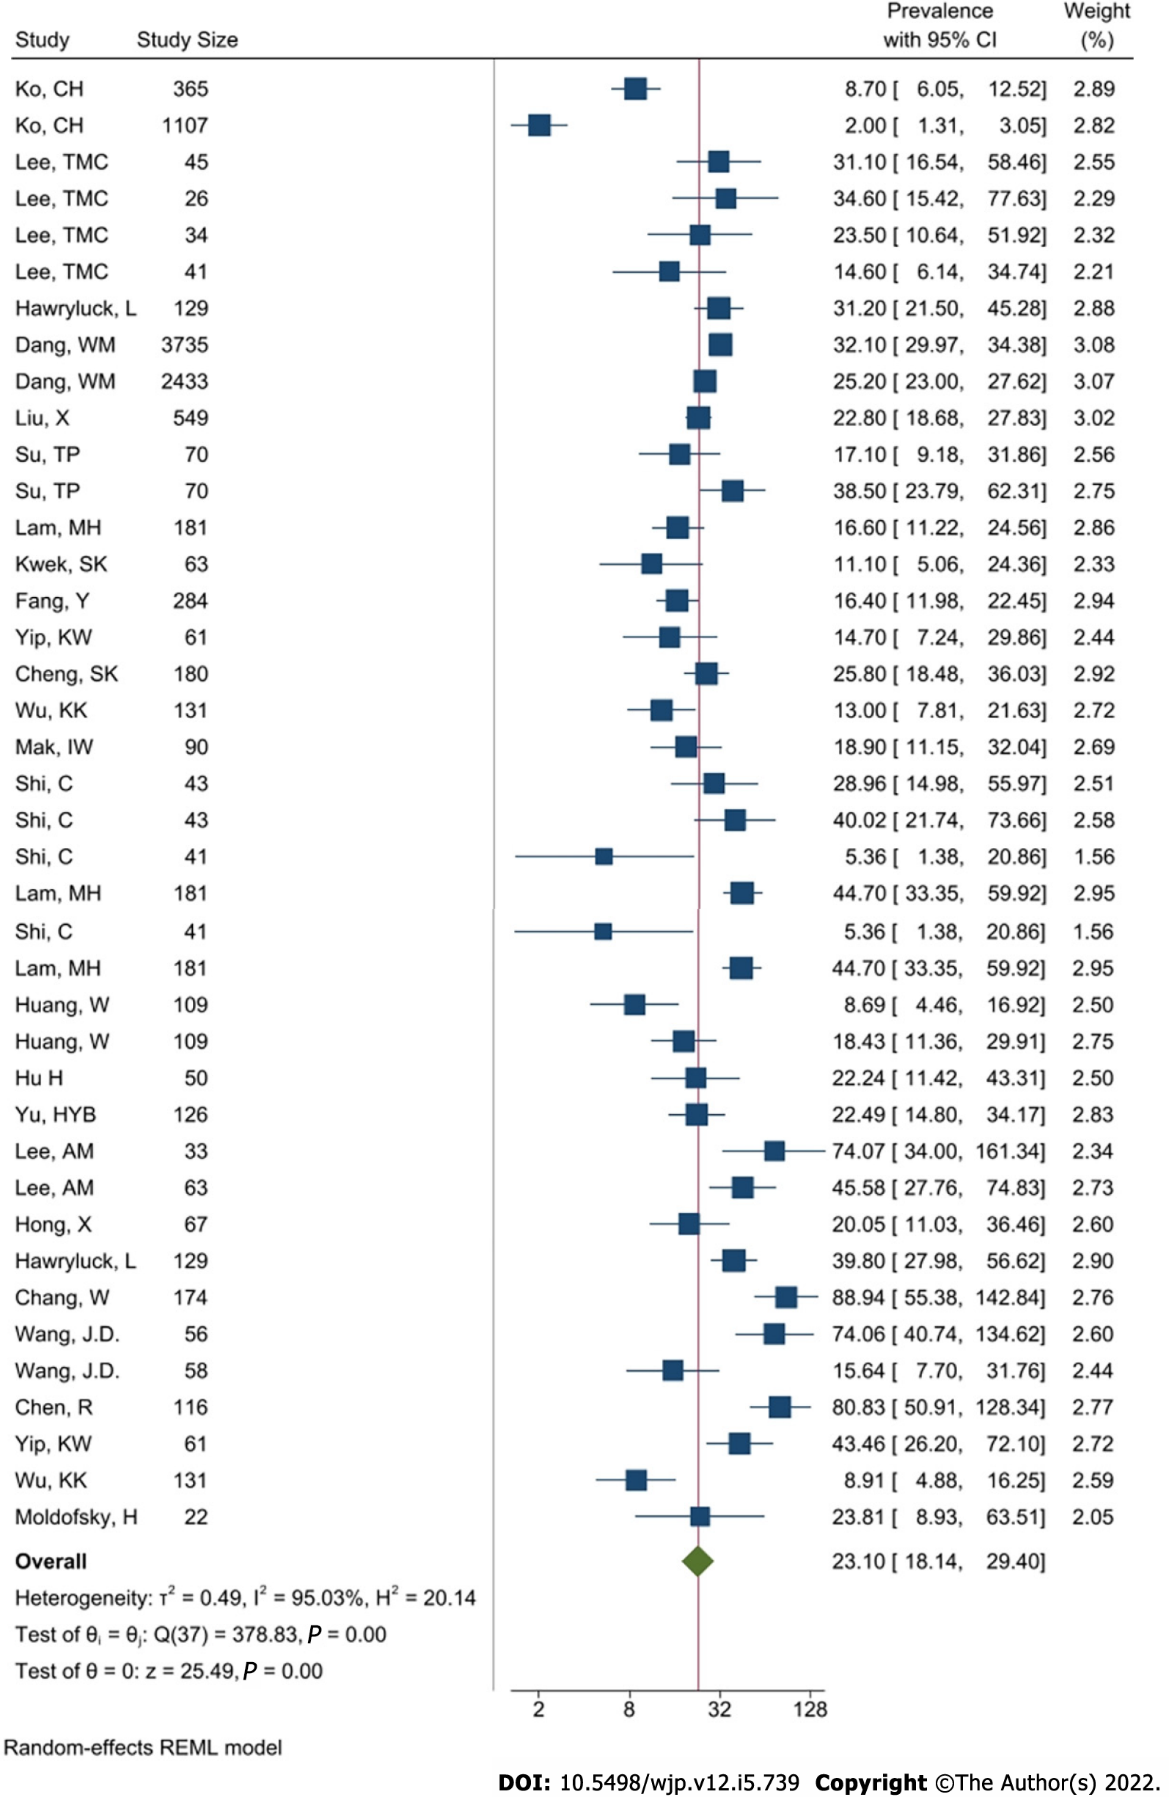 Prevalence Weight
Study Study Size with 95% CI (%)
Ko, CH 365 8.70 [ 6.05, 12.52] 2.89
Ko, CH 1107 2.00 [ 1.31, 3.05] 2.82
Lee, TMC 45 31.10 [ 16.54, 58.46] 2.55
Lee, TMC 26 34.60 [ 15.42, 77.63] 2.29
Lee, TMC 34 23.50 [ 10.64, 51.92] 2.32
Lee, TMC 41 14.60 [ 6.14, 34.74] 2.21
Hawryluck, L 129 31.20 [ 21.50, 45.28] 2.88
Dang, WM 3735 32.10 [ 29.97, 34.38] 3.08
Dang, WM 2433 25.20 [ 23.00, 27.62] 3.07
Liu, X 549 22.80 [ 18.68, 27.83] 3.02
Su, TP 70 17.10 [ 9.18, 31.86] 2.56
Su, TP 70 38.50 [ 23.79, 62.31] 2.75
Lam, MH 181 16.60 [ 11.22, 24.56] 2.86
Kwek, SK 63 11.10 [ 5.06, 24.36] 2.33
Fang, Y 284 16.40 [ 11.98, 22.45] 2.94
Yip, KW 61 14.70 [ 7.24, 29.86] 2.44
Cheng, SK 180 25.80 [ 18.48, 36.03] 2.92
Wu, KK 131 13.00 [ 7.81, 21.63] 2.72
Mak, IW 90 18.90 [ 11.15, 32.04] 2.69
Shi, C 43 28.96 [ 14.98, 55.97] 2.51
Shi, C 43 40.02 [ 21.74, 73.66] 2.58
Shi, C 41 5.36 [ 1.38, 20.86] 1.56
Lam, MH 181 44.70 [ 33.35, 59.92] 2.95
Shi, C 41 5.36 [ 1.38, 20.86] 1.56
Lam, MH 181 44.70 [ 33.35, 59.92] 2.95
Huang, W 109 8.69 [ 4.46, 16.92] 2.50
Huang, W 109 18.43 [ 11.36, 29.91] 2.75
Hu H 50 22.24 [ 11.42, 43.31] 2.50
Yu, HYB 126 22.49 [ 14.80, 34.17] 2.83
Lee, AM 33 74.07 [ 34.00, 161.34] 2.34
Lee, AM 63 45.58 [ 27.76, 74.83] 2.73
Hong, X 67 20.05 [ 11.03, 36.46] 2.60
Hawryluck, L 129 39.80 [ 27.98, 56.62] 2.90
Chang, W 174 88.94 [ 55.38, 142.84] 2.76
Wang, J.D. 56 74.06 [ 40.74, 134.62] 2.60
Wang, J.D. 58 15.64 [ 7.70, 31.76] 2.44
Chen, R 116 80.83 [ 50.91, 128.34] 2.77
Yip, KW 61 43.46 [ 26.20, 72.10] 2.72
Wu, KK 131 8.91 [ 4.88, 16.25] 2.59
Moldofsky, H 22 23.81 [ 8.93, 63.51] 2.05
Overall 23.10 [ 18.14, 29.40]
Heterogeneity: τ² = 0.49, I² = 95.03%, H² = 20.14
Test of θᵢ = θⱼ: Q(37) = 378.83, P = 0.00
Test of θ = 0: z = 25.49, P = 0.00
2 8 32 128
Random-effects REML model
DOI: 10.5498/wjp.v12.i5.739 Copyright ©The Author(s) 2022.